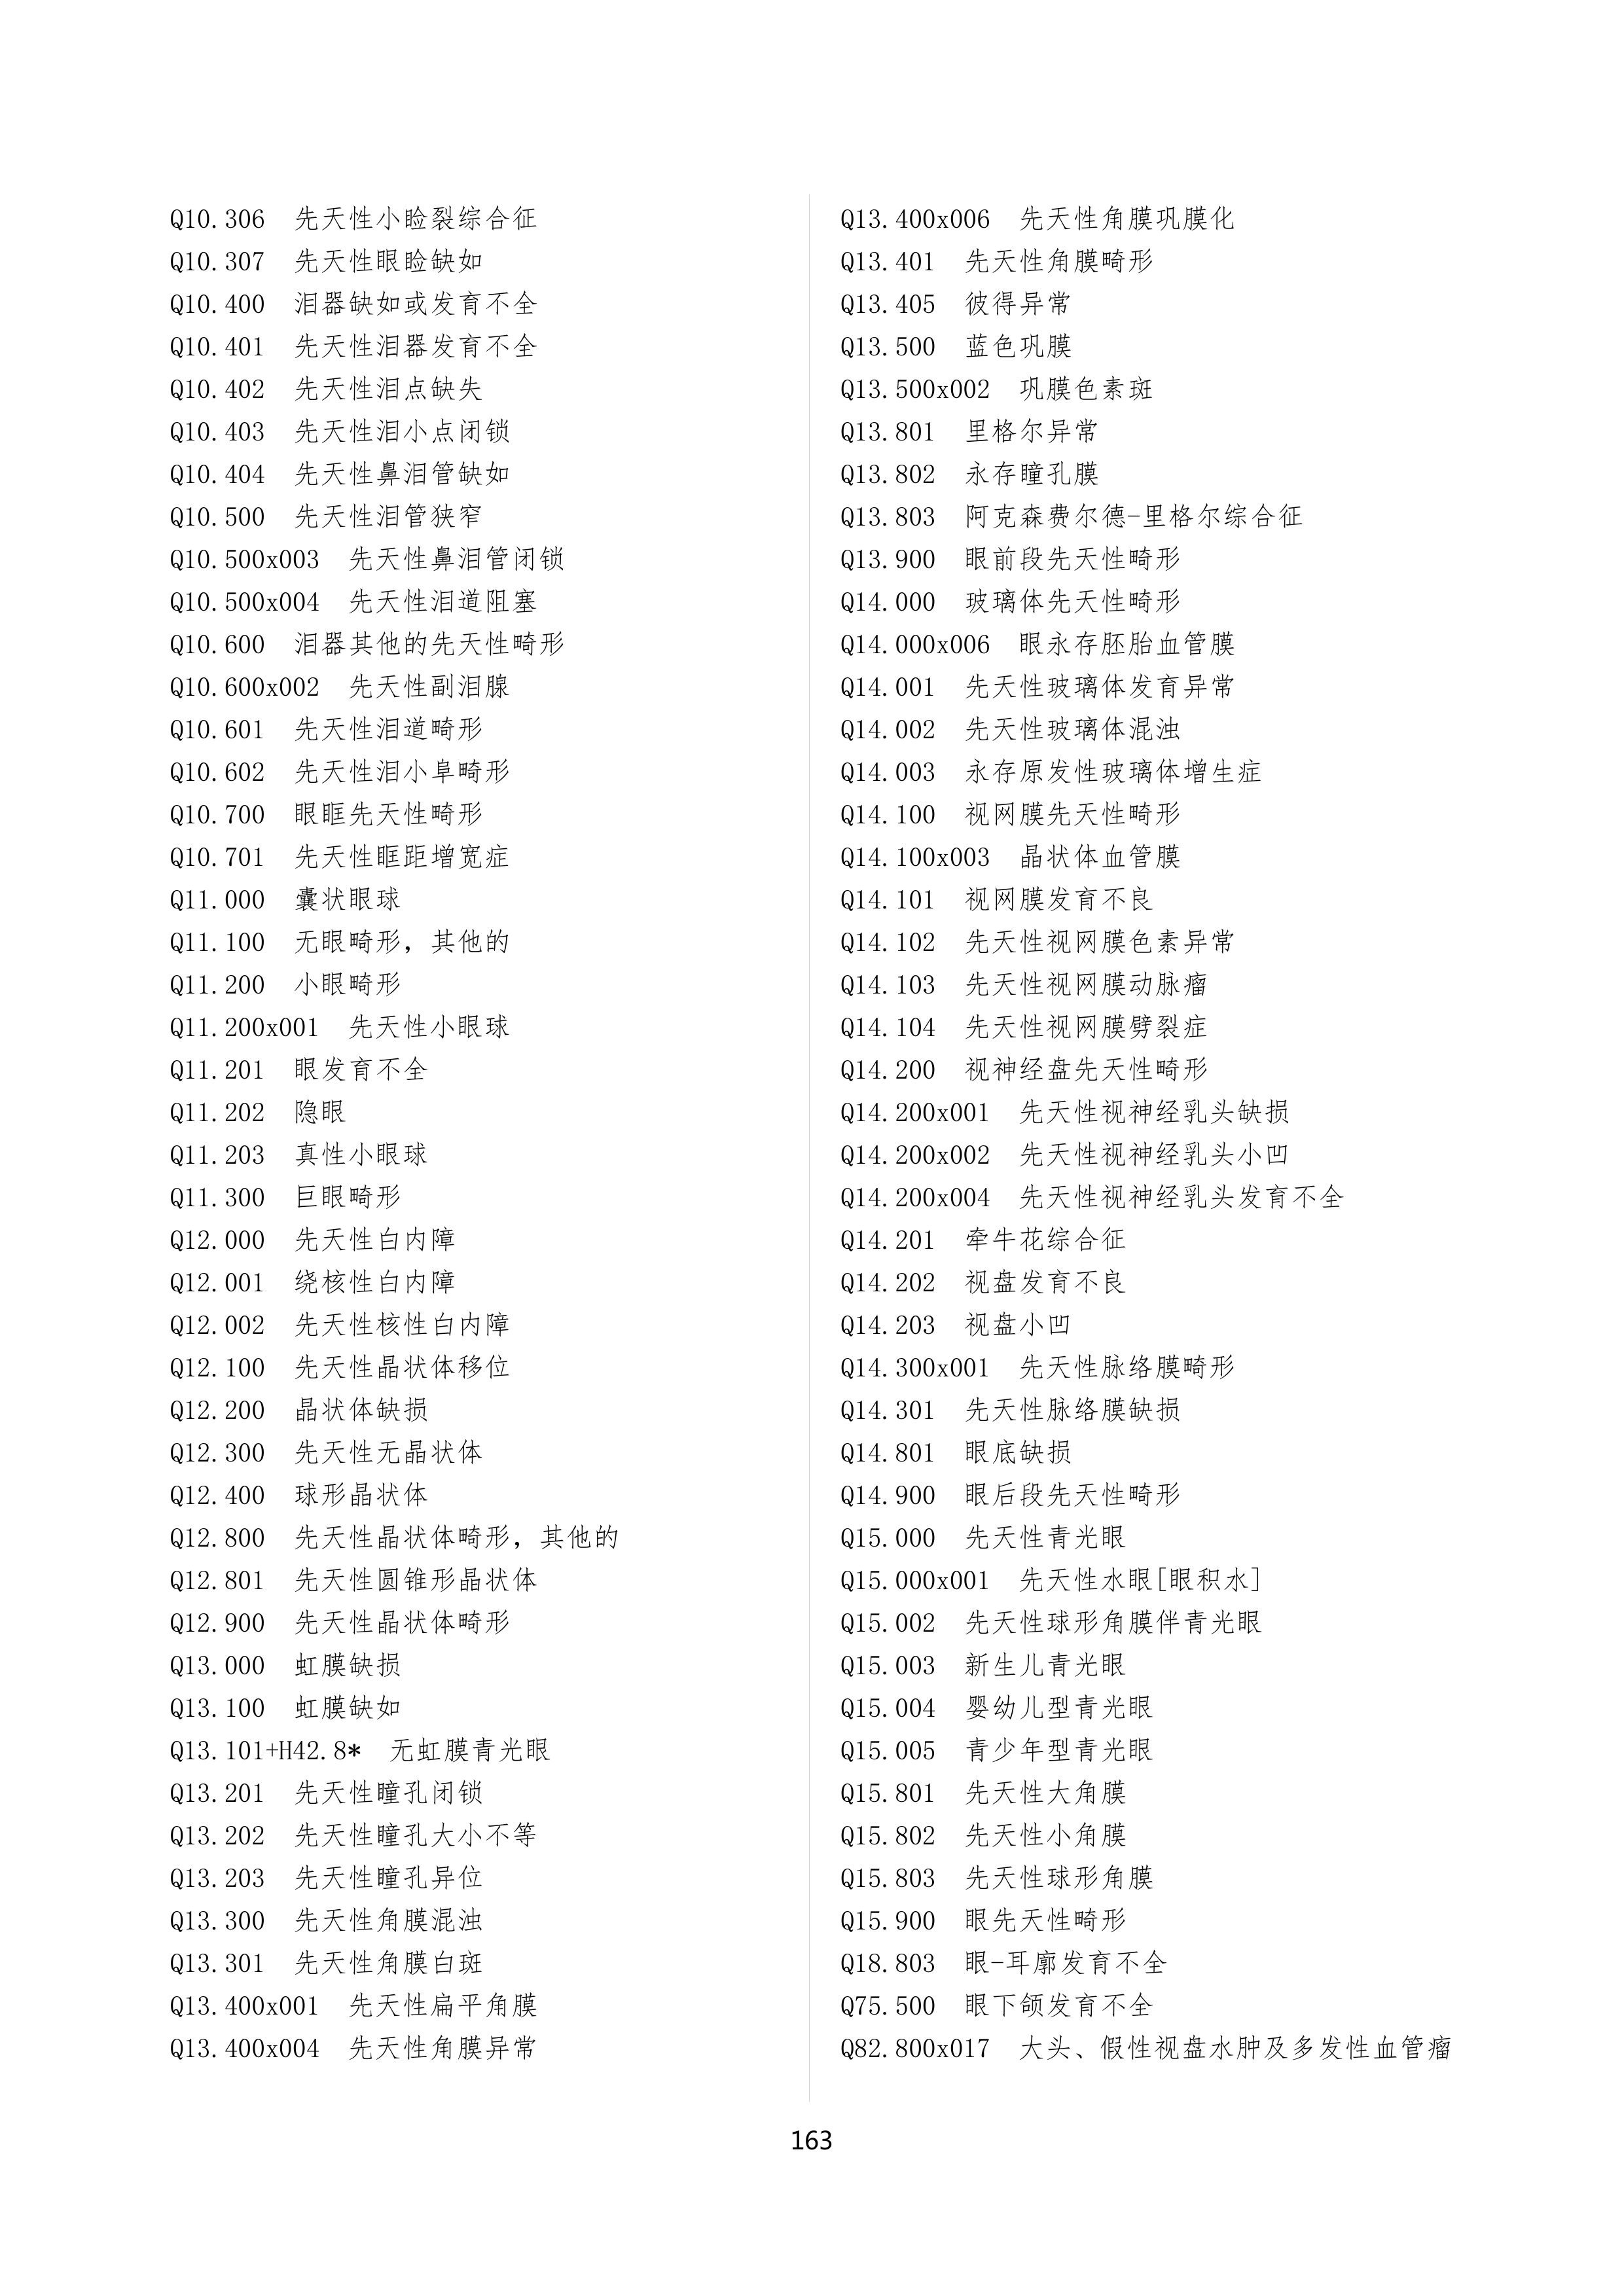 Q10.306 先天性小睑裂综合征
Q10.307 先天性眼睑缺如
Q10.400 泪器缺如或发育不全
Q10.401 先天性泪器发育不全
Q10.402 先天性泪点缺失
Q10.403 先天性泪小点闭锁
Q10.404 先天性鼻泪管缺如
Q10.500 先天性泪管狭窄
Q10.500x003 先天性鼻泪管闭锁
Q10.500x004 先天性泪道阻塞
Q10.600 泪器其他的先天性畸形
Q10.600x002 先天性副泪腺
Q10.601 先天性泪道畸形
Q10.602 先天性泪小阜畸形
Q10.700 眼眶先天性畸形
Q10.701 先天性眶距增宽症
Q11.000 囊状眼球
Q11.100 无眼畸形，其他的
Q11.200 小眼畸形
Q11.200x001 先天性小眼球
Q11.201 眼发育不全
Q11.202 隐眼
Q11.203 真性小眼球
Q11.300 巨眼畸形
Q12.000 先天性白内障
Q12.001 绕核性白内障
Q12.002 先天性核性白内障
Q12.100 先天性晶状体移位
Q12.200 晶状体缺损
Q12.300 先天性无晶状体
Q12.400 球形晶状体
Q12.800 先天性晶状体畸形，其他的
Q12.801 先天性圆锥形晶状体
Q12.900 先天性晶状体畸形
Q13.000 虹膜缺损
Q13.100 虹膜缺如
Q13.101+H42.8* 无虹膜青光眼
Q13.201 先天性瞳孔闭锁
Q13.202 先天性瞳孔大小不等
Q13.203 先天性瞳孔异位
Q13.300 先天性角膜混浊
Q13.301 先天性角膜白斑
Q13.400x001 先天性扁平角膜
Q13.400x004 先天性角膜异常
Q13.400x006 先天性角膜巩膜化
Q13.401 先天性角膜畸形
Q13.405 彼得异常
Q13.500 蓝色巩膜
Q13.500x002 巩膜色素斑
Q13.801 里格尔异常
Q13.802 永存瞳孔膜
Q13.803 阿克森费尔德-里格尔综合征
Q13.900 眼前段先天性畸形
Q14.000 玻璃体先天性畸形
Q14.000x006 眼永存胚胎血管膜
Q14.001 先天性玻璃体发育异常
Q14.002 先天性玻璃体混浊
Q14.003 永存原发性玻璃体增生症
Q14.100 视网膜先天性畸形
Q14.100x003 晶状体血管膜
Q14.101 视网膜发育不良
Q14.102 先天性视网膜色素异常
Q14.103 先天性视网膜动脉瘤
Q14.104 先天性视网膜劈裂症
Q14.200 视神经盘先天性畸形
Q14.200x001 先天性视神经乳头缺损
Q14.200x002 先天性视神经乳头小凹
Q14.200x004 先天性视神经乳头发育不全
Q14.201 牵牛花综合征
Q14.202 视盘发育不良
Q14.203 视盘小凹
Q14.300x001 先天性脉络膜畸形
Q14.301 先天性脉络膜缺损
Q14.801 眼底缺损
Q14.900 眼后段先天性畸形
Q15.000 先天性青光眼
Q15.000x001 先天性水眼[眼积水]
Q15.002 先天性球形角膜伴青光眼
Q15.003 新生儿青光眼
Q15.004 婴幼儿型青光眼
Q15.005 青少年型青光眼
Q15.801 先天性大角膜
Q15.802 先天性小角膜
Q15.803 先天性球形角膜
Q15.900 眼先天性畸形
Q18.803 眼-耳廓发育不全
Q75.500 眼下颌发育不全
Q82.800x017 大头、假性视盘水肿及多发性血管瘤
163